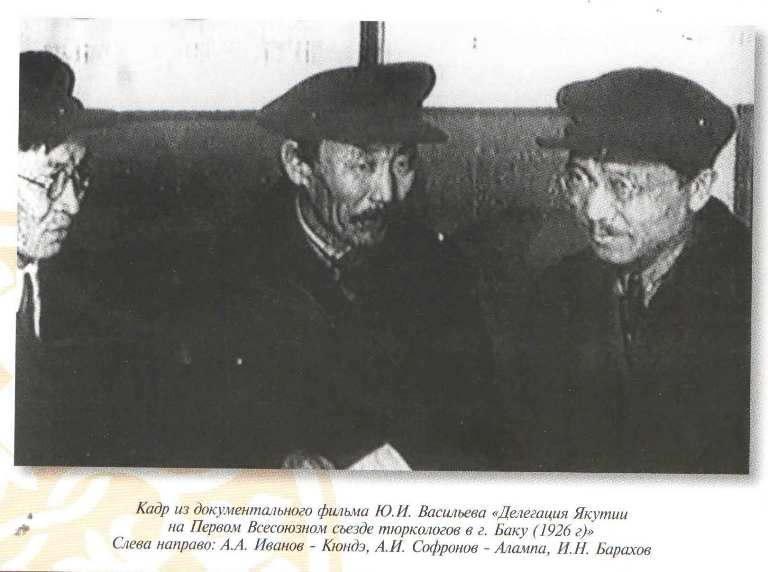 Кадр из документального фильма Ю.И. Васильева «Делегация Якутии
на Первом Всесоюзном съезде тюркологов в г. Баку (1926 г)»
Слева направо: А.А. Иванов - Кюндэ, А.И. Софронов - Алампа, И.Н. Барахов